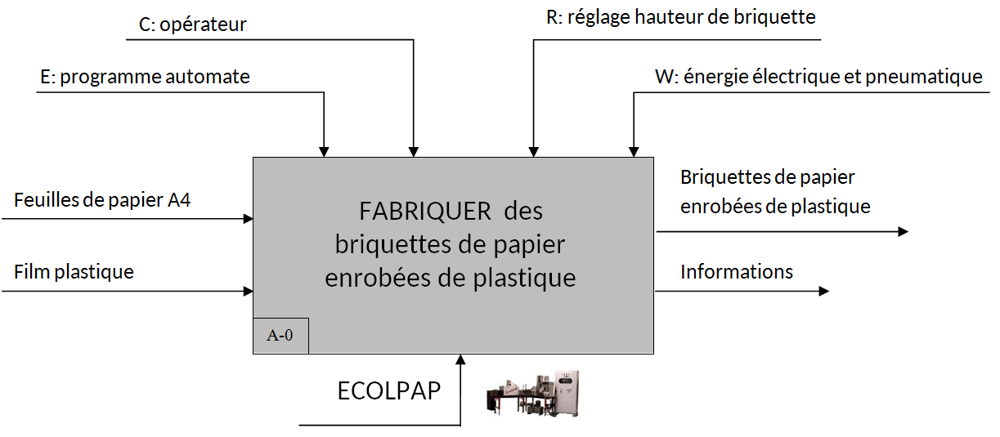 C: opérateur
R: réglage hauteur de briquette
E: programme automate
W: énergie électrique et pneumatique
Feuilles de papier A4
Film plastique
FABRIQUER des
briquettes de papier
enrobées de plastique
A-0
Briquettes de papier
enrobées de plastique
Informations
ECOLPAP